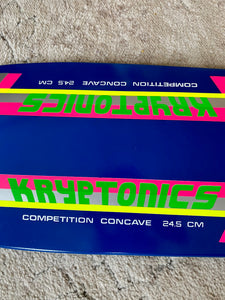 COMPETITION CONCAVE 24.5 CM
KRYPTONICS
KRYPTONICS
COMPETITION CONCAVE 24.5 CM